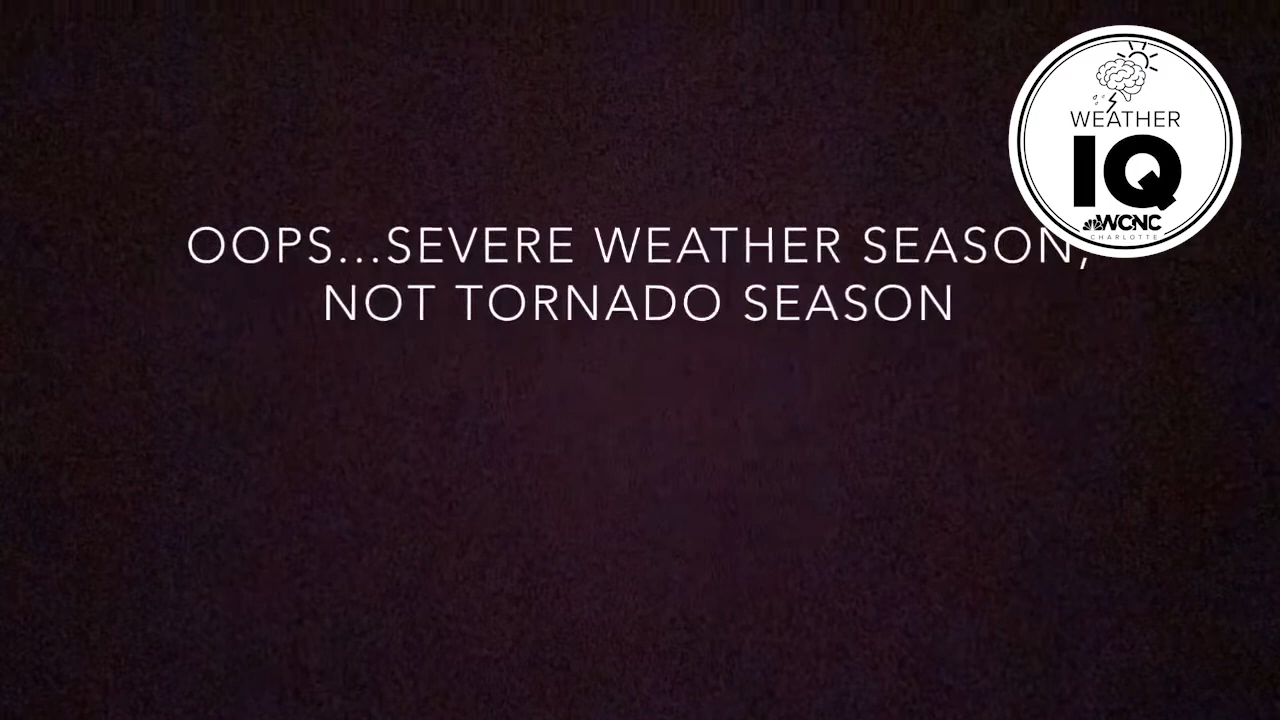 WEATHER
IQ
WCNC
CHARLOTTE
OOPS...SEVERE WEATHER SEASON,
NOT TORNADO SEASON